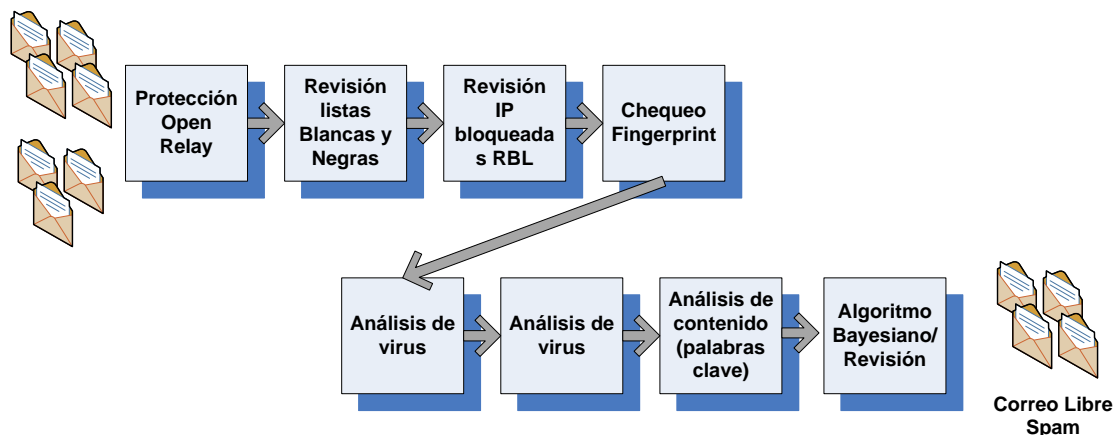 Protección
Open
Relay
Revisión
listas
Blancas y
Negras
Revisión
IP
bloqueada
s RBL
Chequeo
Fingerprint
Análisis de
virus
Análisis de
virus
Análisis de
contenido
(palabras
clave)
Algoritmo
Bayesiano/
Revisión
Correo Libre
Spam